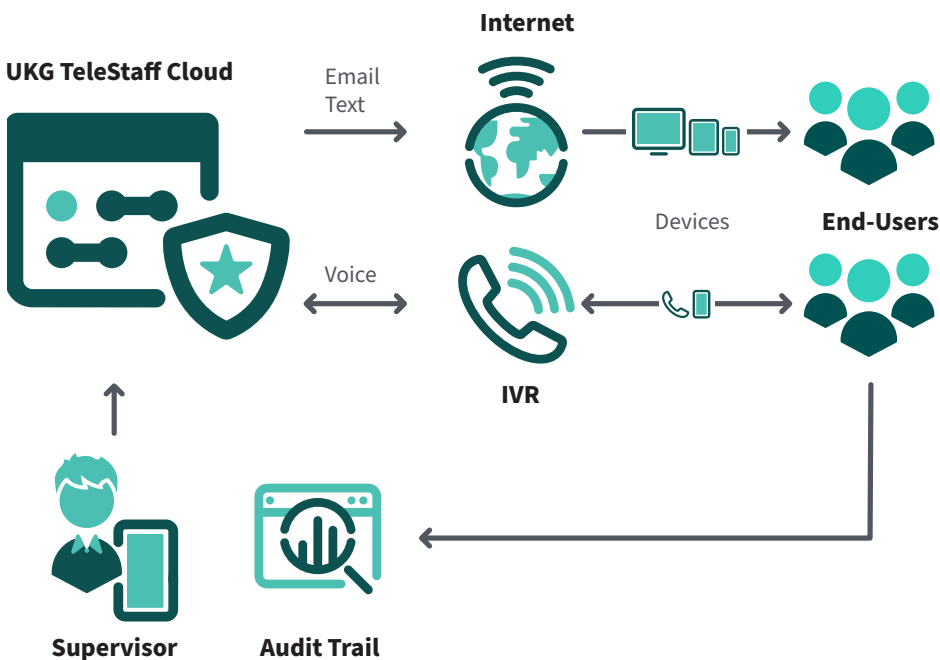 Internet
UKG TeleStaff Cloud
Email
Text
Devices
End-Users
Voice
IVR
Supervisor
Audit Trail